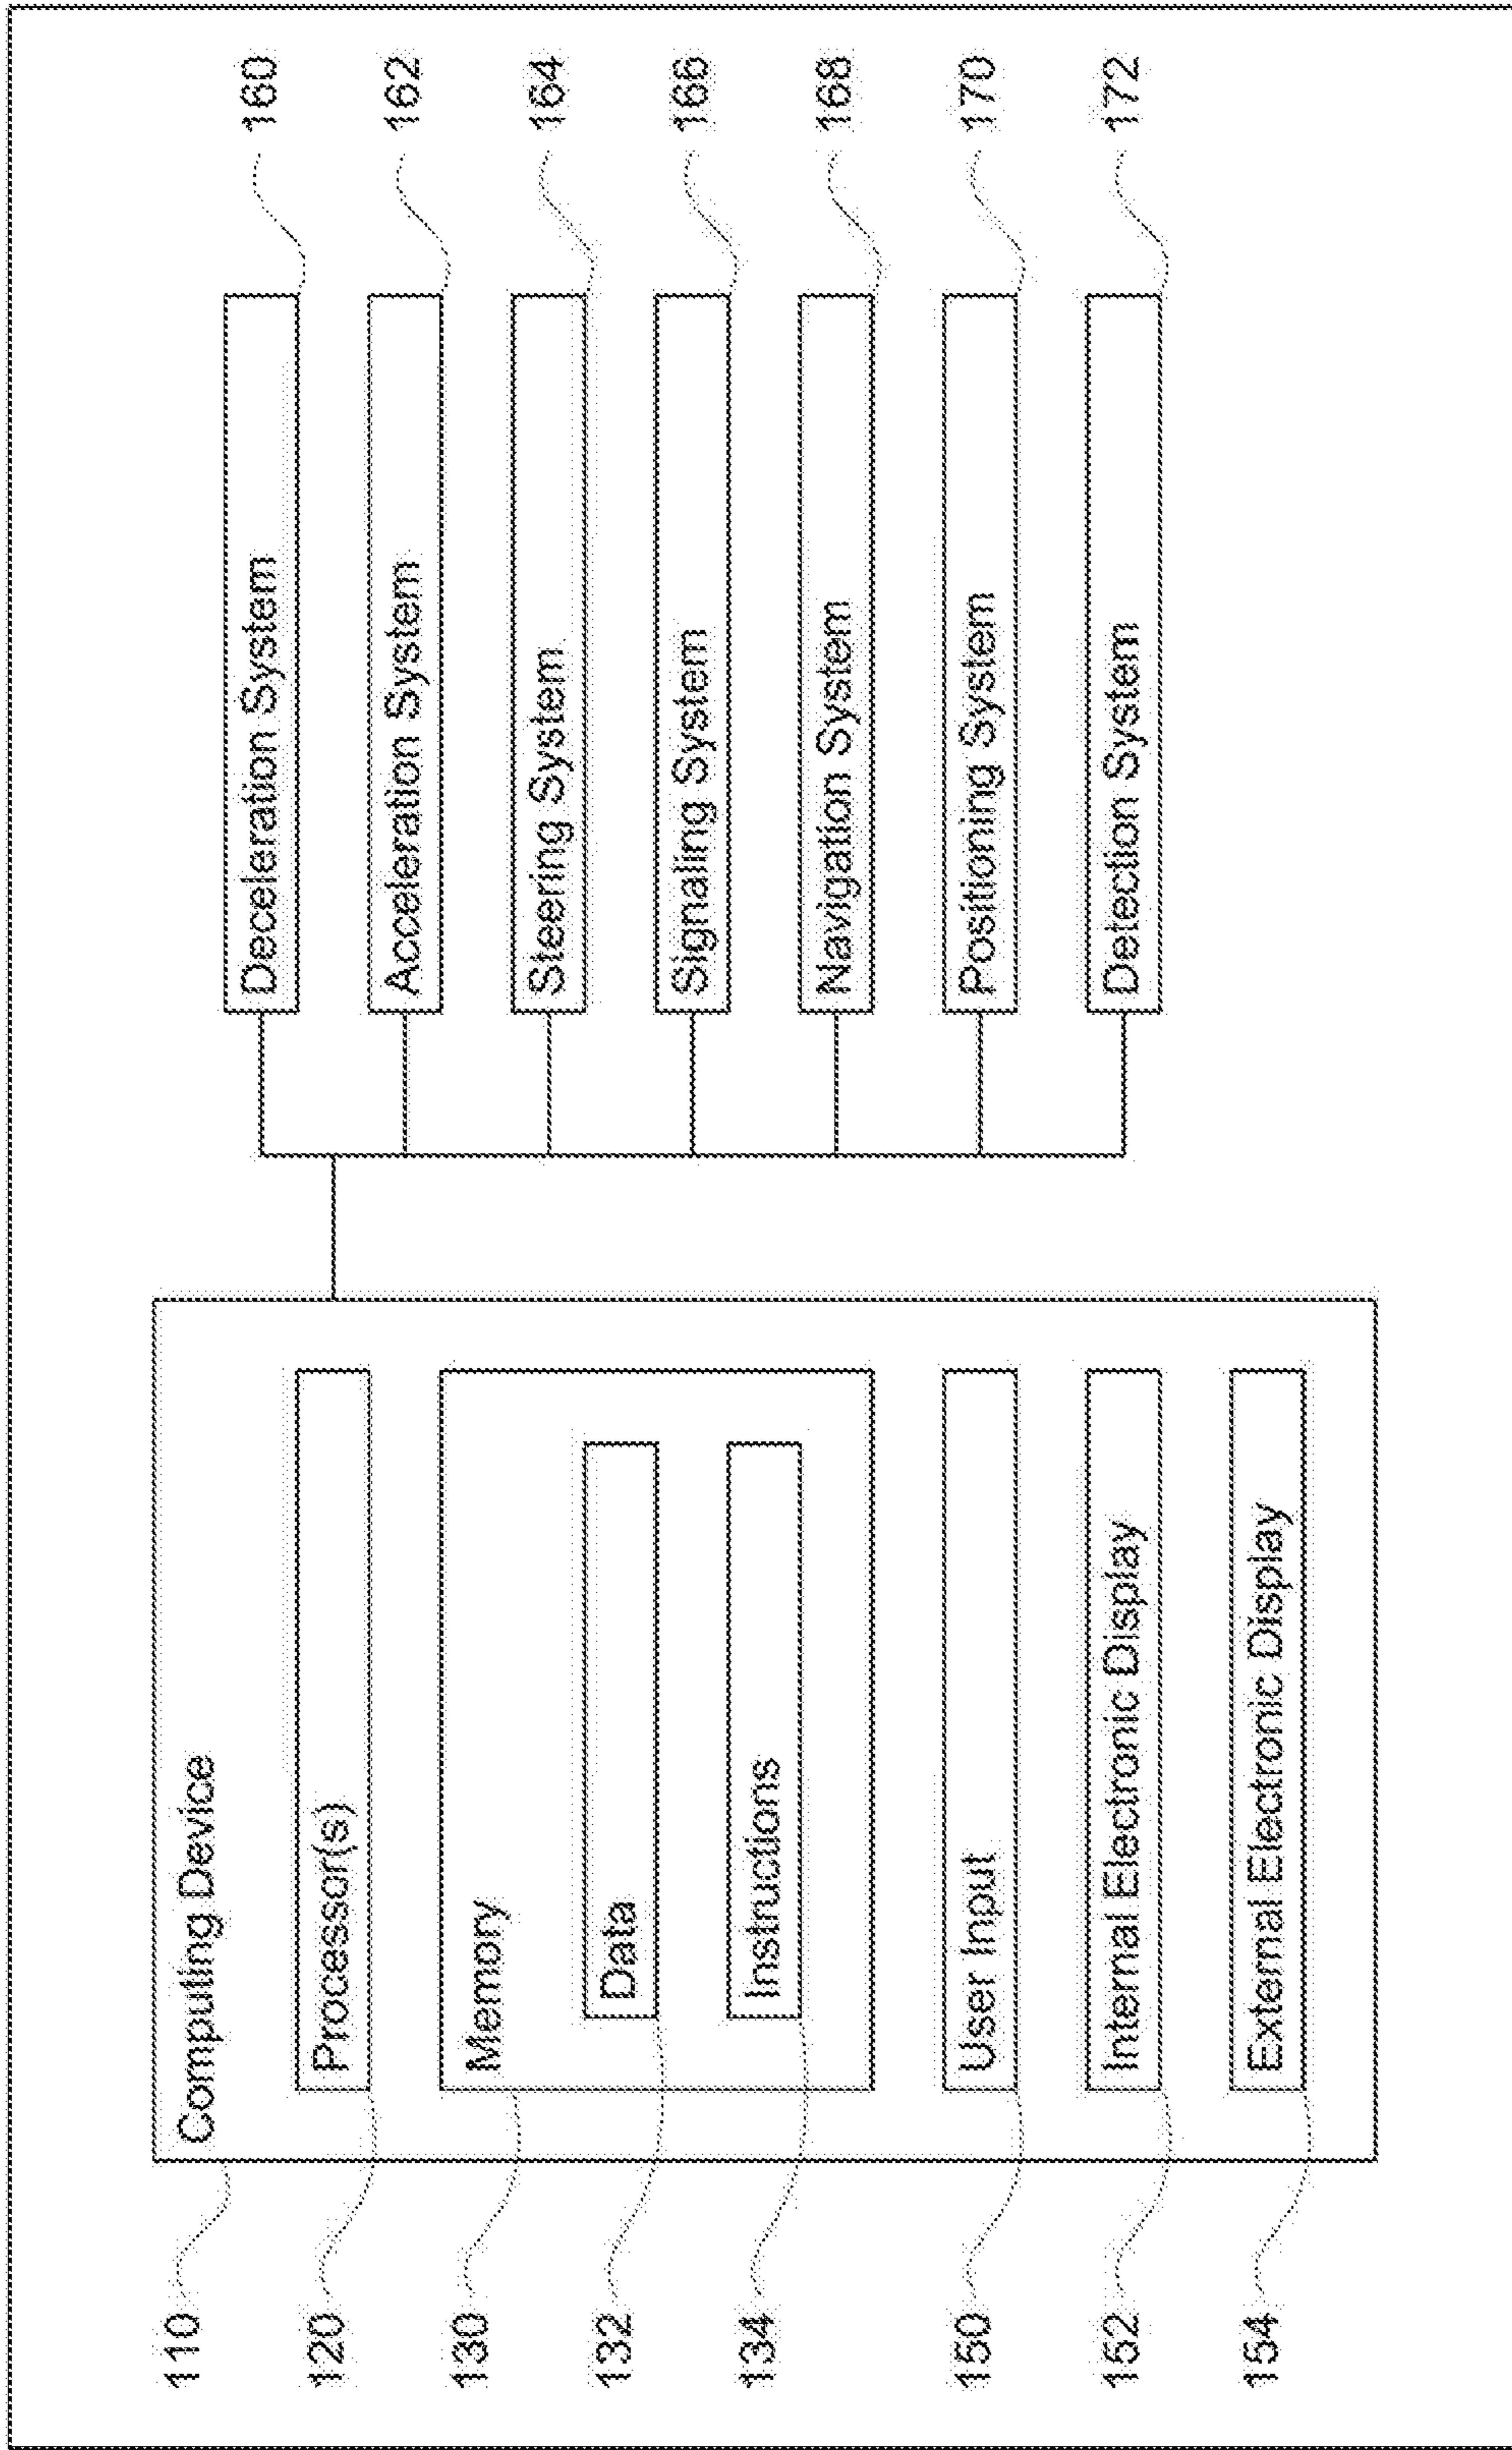 110
Computing Device
120
Processor(s)
130
Memory
132
Data
134
Instructions
150
User Input
152
Internal Electronic Display
154
External Electronic Display
Deceleration System
160
Acceleration System
162
Steering System
164
Signaling System
166
Navigation System
168
Positioning System
170
Detection System
172